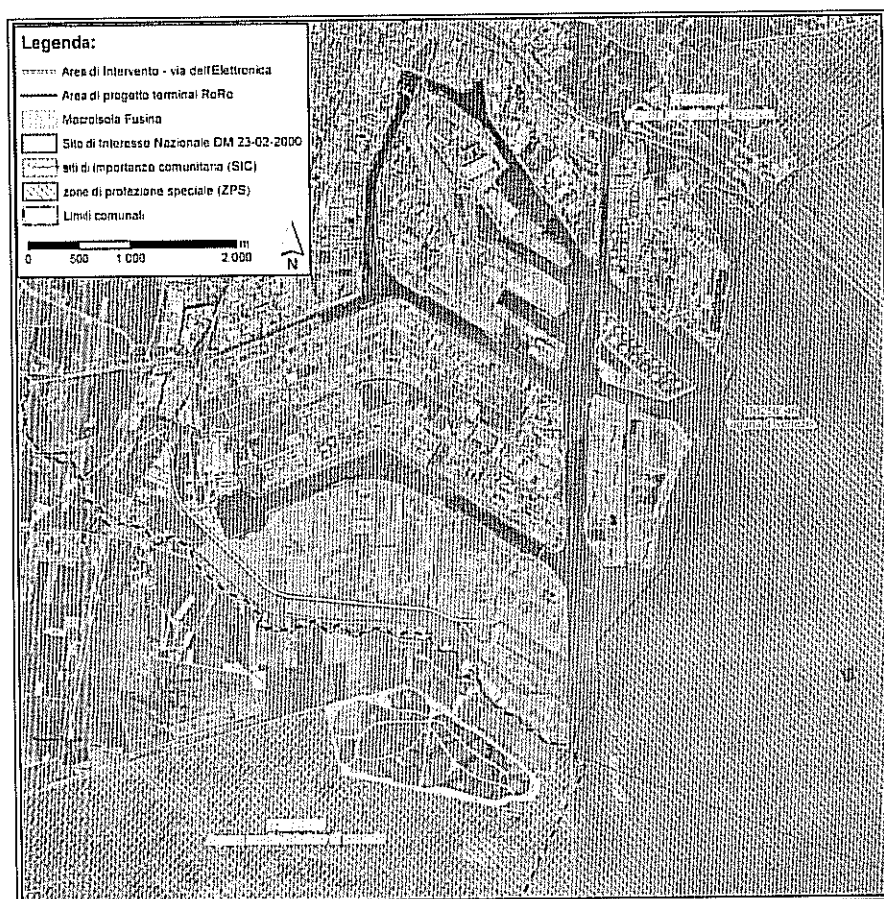 Legenda:
Area di Intervento - via dell'Elettronica
Area di progetto terminal RoRo
Macroisola Fusina
Sito di Interesse Nazionale DM 23-02-2000
siti di importanza comunitaria (SIC)
zone di protezione speciale (ZPS)
Limiti comunali
0 500 1 000 2 000 m
N